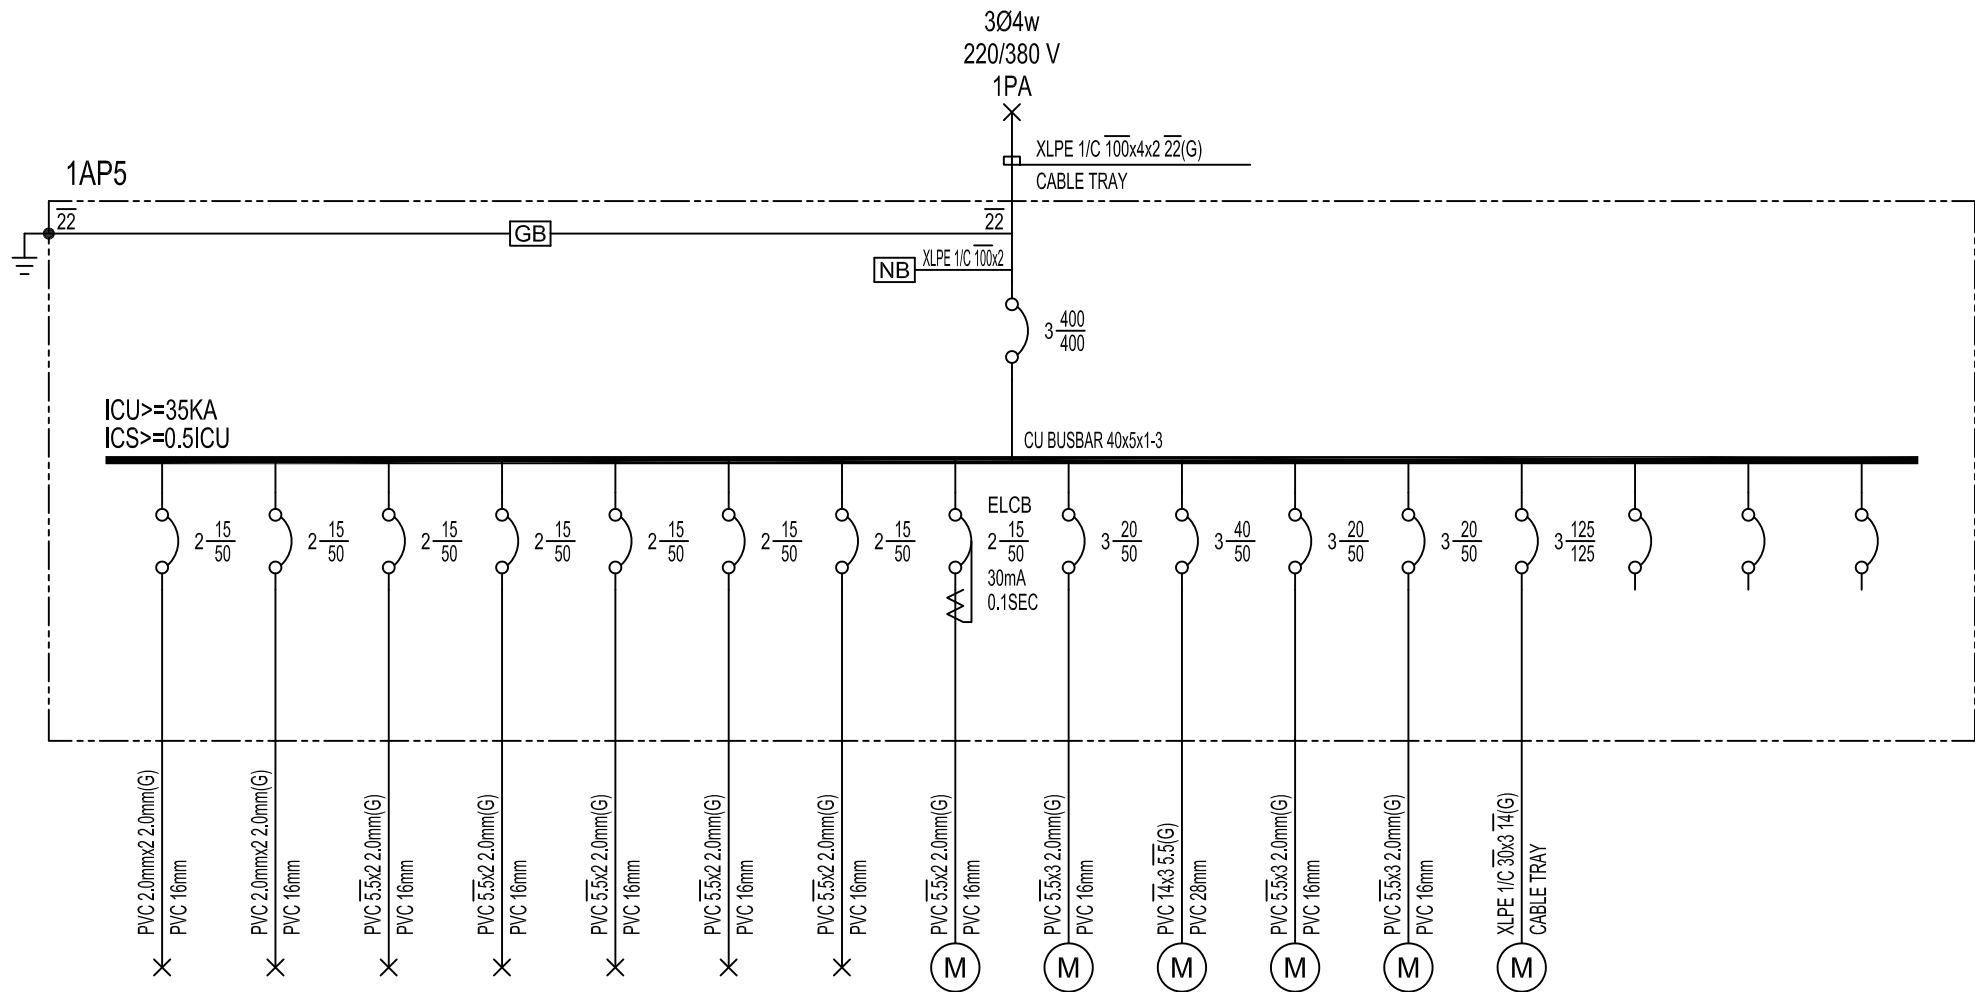 3Ø4w
220/380 V
1PA
XLPE 1/C 100x4x2 22(G)
CABLE TRAY
1AP5
22
GB
22
NB
XLPE 1/C 100x2
3 400/400
ICU>=35KA
ICS>=0.5ICU
CU BUSBAR 40x5x1-3
2 15/50
2 15/50
2 15/50
2 15/50
2 15/50
2 15/50
2 15/50
ELCB
2 15/50
30mA
0.1SEC
3 20/50
3 40/50
3 20/50
3 20/50
3 125/125
PVC 2.0mmx2 2.0mm(G)
PVC 16mm
PVC 2.0mmx2 2.0mm(G)
PVC 16mm
PVC 5.5x2 2.0mm(G)
PVC 16mm
PVC 5.5x2 2.0mm(G)
PVC 16mm
PVC 5.5x2 2.0mm(G)
PVC 16mm
PVC 5.5x2 2.0mm(G)
PVC 16mm
PVC 5.5x2 2.0mm(G)
PVC 16mm
PVC 5.5x2 2.0mm(G)
PVC 16mm
PVC 5.5x3 2.0mm(G)
PVC 16mm
PVC 14x3 5.5(G)
PVC 28mm
PVC 5.5x3 2.0mm(G)
PVC 16mm
PVC 5.5x3 2.0mm(G)
PVC 16mm
XLPE 1/C 30x3 14(G)
CABLE TRAY
M
M
M
M
M
M